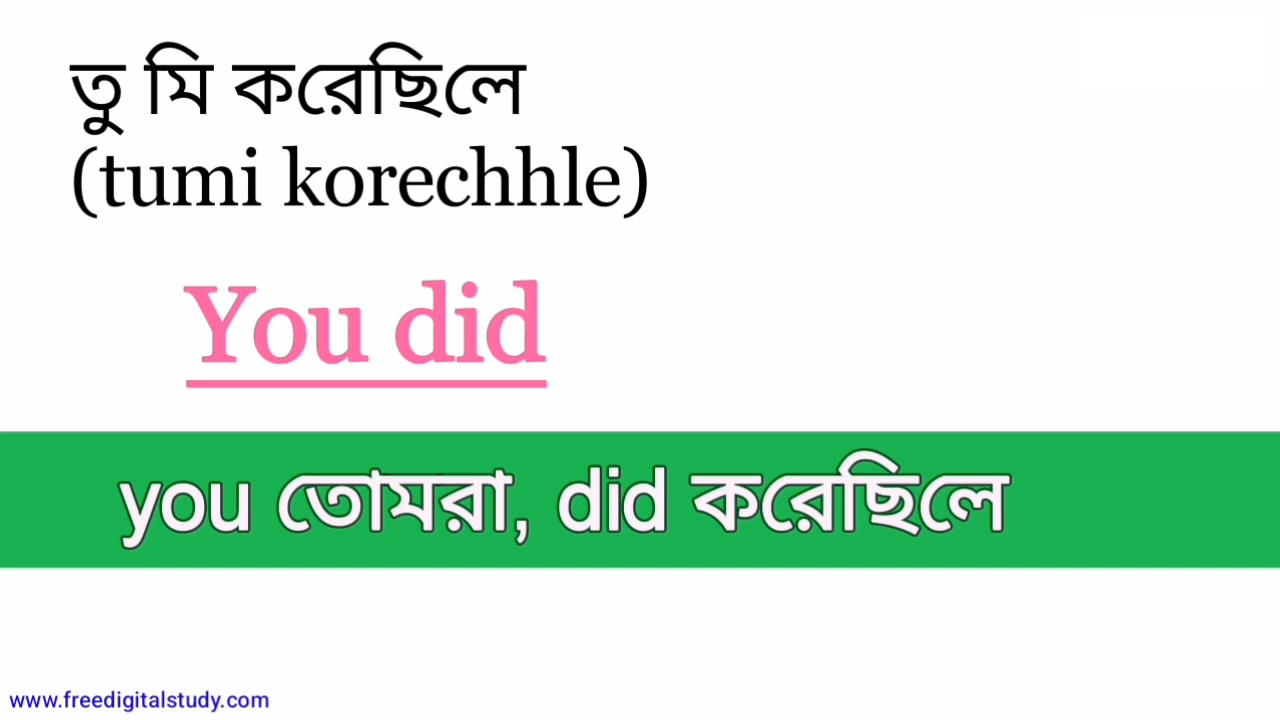 তু মি করেছিলে
(tumi korechhle)
You did
you তোমরা, did করেছিলে
www.freedigitalstudy.com